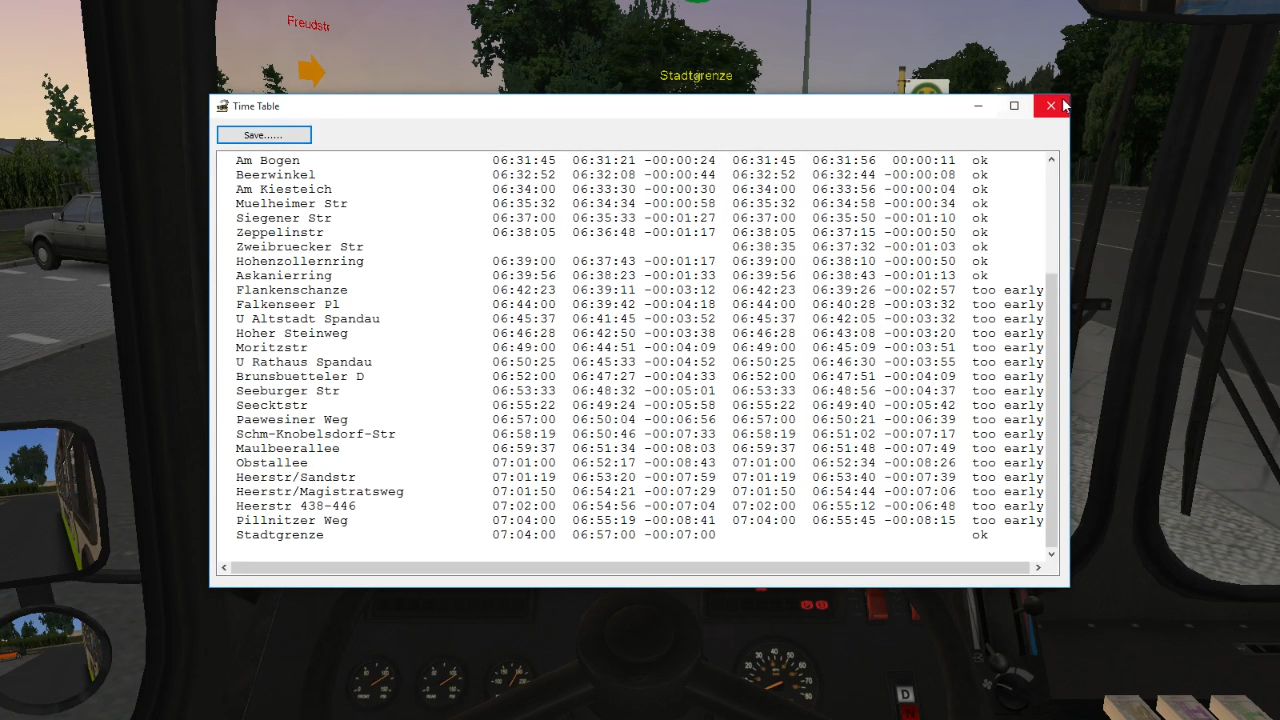 Freudstr
Stadtgrenze
Time Table
Save......
Am Bogen 06:31:45 06:31:21 -00:00:24 06:31:45 06:31:56 00:00:11 ok
Beerwinkel 06:32:52 06:32:08 -00:00:44 06:32:52 06:32:44 -00:00:08 ok
Am Kiesteich 06:34:00 06:33:30 -00:00:30 06:34:00 06:33:56 -00:00:04 ok
Muelheimer Str 06:35:32 06:34:34 -00:00:58 06:35:32 06:34:58 -00:00:34 ok
Siegener Str 06:37:00 06:35:33 -00:01:27 06:37:00 06:35:50 -00:01:10 ok
Zeppelinstr 06:38:05 06:36:48 -00:01:17 06:38:05 06:37:15 -00:00:50 ok
Zweibruecker Str 06:38:35 06:37:32 -00:01:03 ok
Hohenzollernring 06:39:00 06:37:43 -00:01:17 06:39:00 06:38:10 -00:00:50 ok
Askanierring 06:39:56 06:38:23 -00:01:33 06:39:56 06:38:43 -00:01:13 ok
Flankenschanze 06:42:23 06:39:11 -00:03:12 06:42:23 06:39:26 -00:02:57 too early
Falkenseer Pl 06:44:00 06:39:42 -00:04:18 06:44:00 06:40:28 -00:03:32 too early
U Altstadt Spandau 06:45:37 06:41:45 -00:03:52 06:45:37 06:42:05 -00:03:32 too early
Hoher Steinweg 06:46:28 06:42:50 -00:03:38 06:46:28 06:43:08 -00:03:20 too early
Moritzstr 06:49:00 06:44:51 -00:04:09 06:49:00 06:45:09 -00:03:51 too early
U Rathaus Spandau 06:50:25 06:45:33 -00:04:52 06:50:25 06:46:30 -00:03:55 too early
Brunsbuetteler D 06:52:00 06:47:27 -00:04:33 06:52:00 06:47:51 -00:04:09 too early
Seeburger Str 06:53:33 06:48:32 -00:05:01 06:53:33 06:48:56 -00:04:37 too early
Seecktstr 06:55:22 06:49:24 -00:05:58 06:55:22 06:49:40 -00:05:42 too early
Paewesiner Weg 06:57:00 06:50:04 -00:06:56 06:57:00 06:50:21 -00:06:39 too early
Schm-Knobelsdorf-Str 06:58:19 06:50:46 -00:07:33 06:58:19 06:51:02 -00:07:17 too early
Maulbeerallee 06:59:37 06:51:34 -00:08:03 06:59:37 06:51:48 -00:07:49 too early
Obstallee 07:01:00 06:52:17 -00:08:43 07:01:00 06:52:34 -00:08:26 too early
Heerstr/Sandstr 07:01:19 06:53:20 -00:07:59 07:01:19 06:53:40 -00:07:39 too early
Heerstr/Magistratsweg 07:01:50 06:54:21 -00:07:29 07:01:50 06:54:44 -00:07:06 too early
Heerstr 438-446 07:02:00 06:54:56 -00:07:04 07:02:00 06:55:12 -00:06:48 too early
Pillnitzer Weg 07:04:00 06:55:19 -00:08:41 07:04:00 06:55:45 -00:08:15 too early
Stadtgrenze 07:04:00 06:57:00 -00:07:00 ok
D